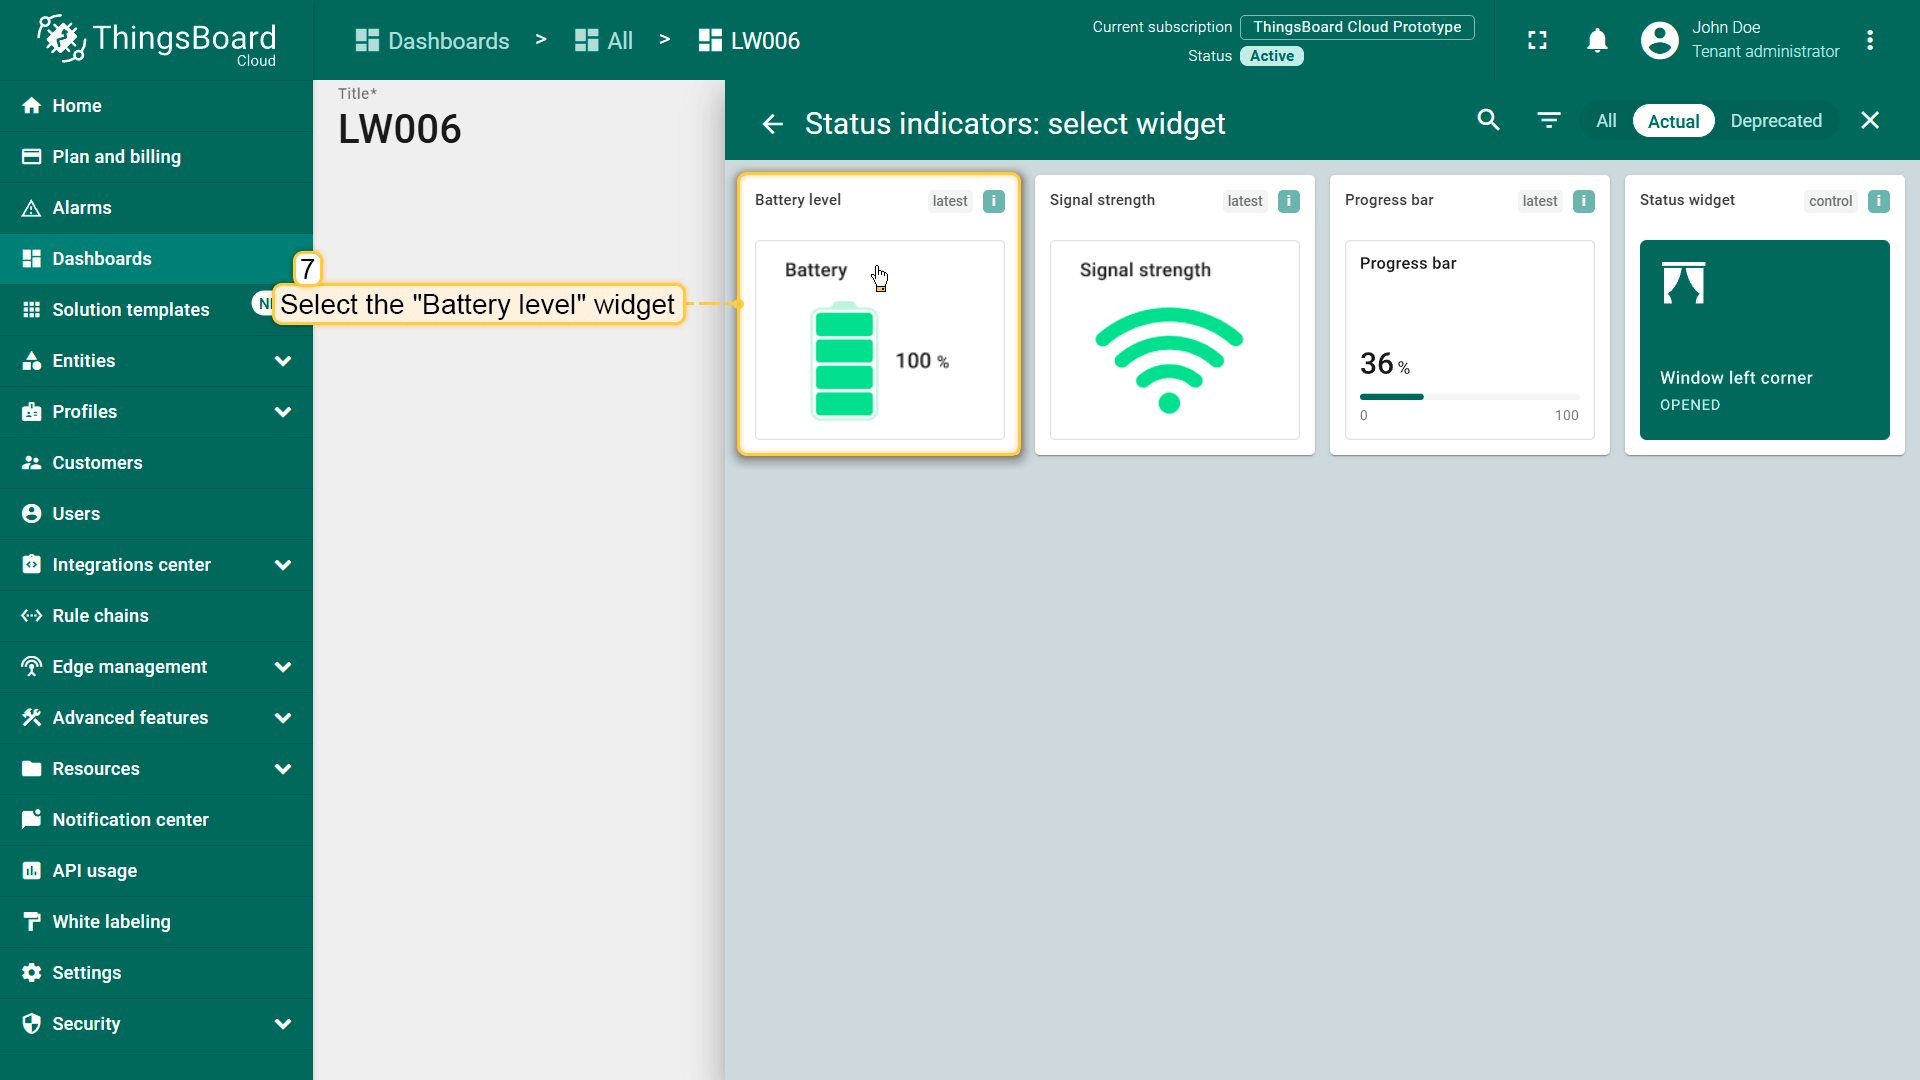 ThingsBoard
Cloud
Dashboards > All > LW006
Current subscription ThingsBoard Cloud Prototype
Status Active
John Doe
Tenant administrator
Home
Plan and billing
Alarms
Dashboards
Solution templates
Entities
Profiles
Customers
Users
Integrations center
Rule chains
Edge management
Advanced features
Resources
Notification center
API usage
White labeling
Settings
Security
Title*
LW006
7
Select the "Battery level" widget
Status indicators: select widget
All Actual Deprecated
Battery level latest i
Battery
100 %
Signal strength latest i
Signal strength
Progress bar latest i
Progress bar
36 %
0 100
Status widget control i
Window left corner
OPENED